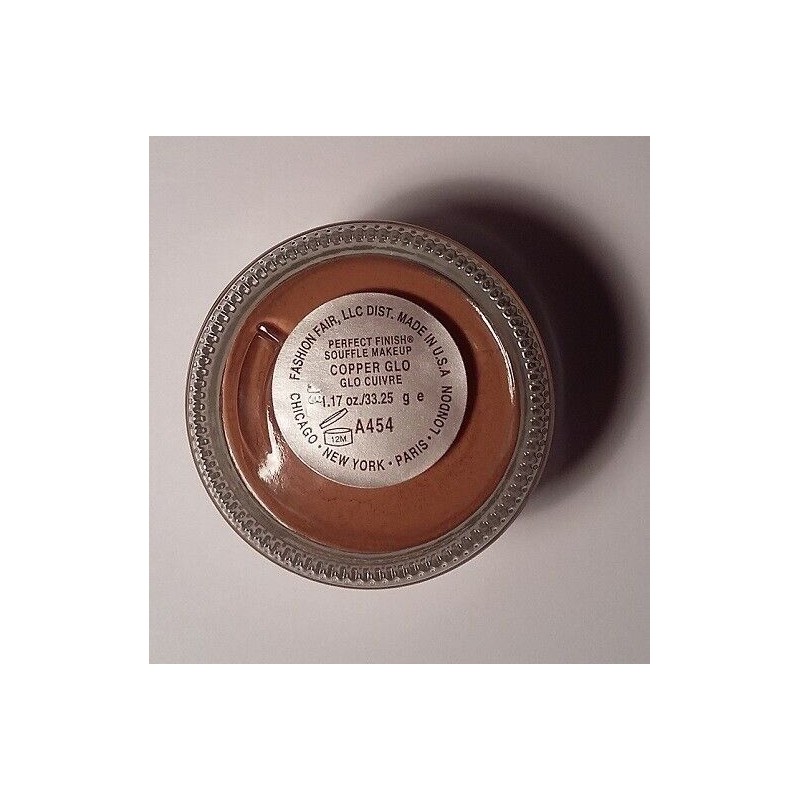 FASHION FAIR, LLC DIST. MADE IN U.S.A
PERFECT FINISH®
SOUFFLE MAKEUP
COPPER GLO
GLO CUIVRE
1.17 oz./33.25 g e
12M
A454
CHICAGO • NEW YORK • PARIS • LONDON